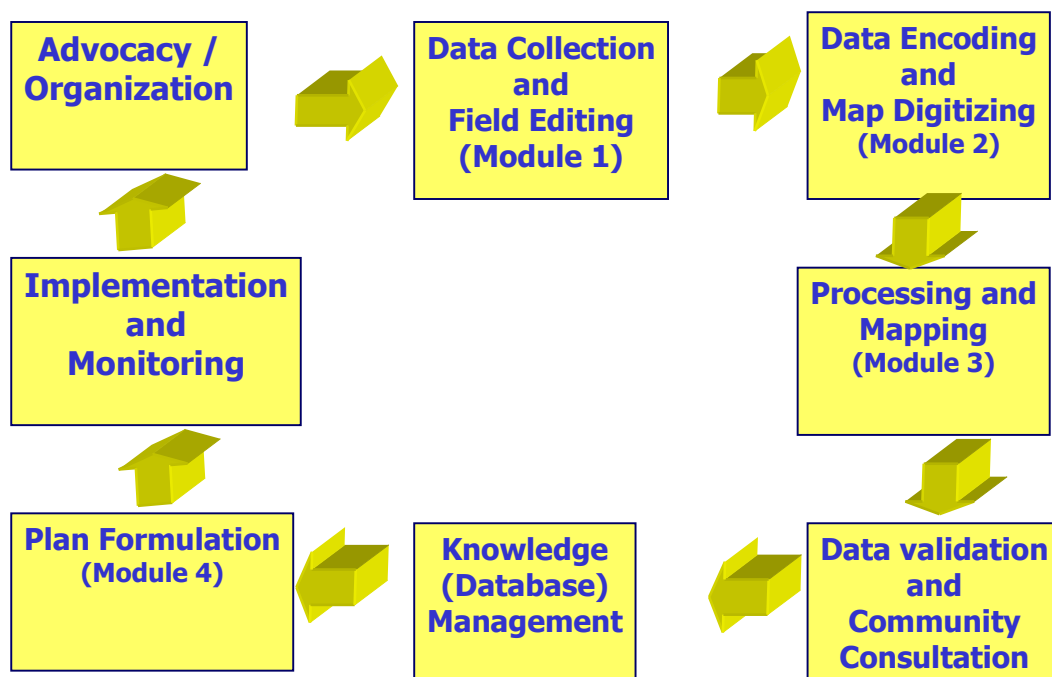 Advocacy /
Organization
Data Collection
and
Field Editing
(Module 1)
Data Encoding
and
Map Digitizing
(Module 2)
Processing and
Mapping
(Module 3)
Data validation
and
Community
Consultation
Knowledge
(Database)
Management
Plan Formulation
(Module 4)
Implementation
and
Monitoring